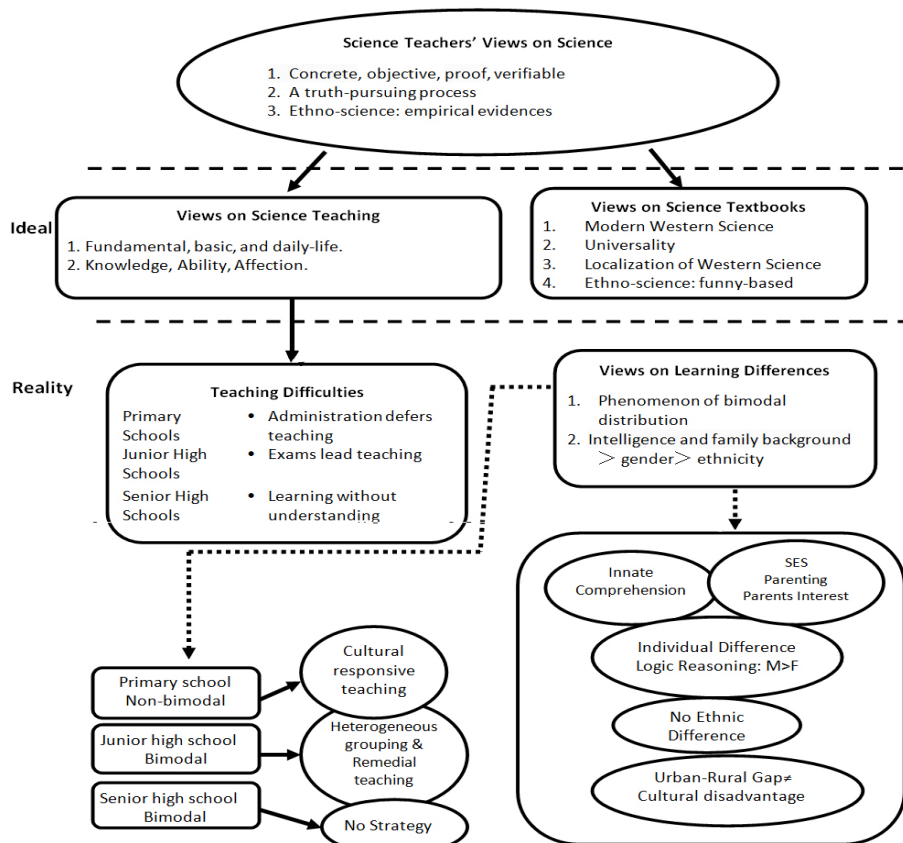 Science Teachers' Views on Science
1. Concrete, objective, proof, verifiable
2. A truth-pursuing process
3. Ethno-science: empirical evidences
Ideal
Views on Science Teaching
1. Fundamental, basic, and daily-life.
2. Knowledge, Ability, Affection.
Views on Science Textbooks
1. Modern Western Science
2. Universality
3. Localization of Western Science
4. Ethno-science: funny-based
Reality
Teaching Difficulties
Primary
Schools
• Administration defers
teaching
Junior High
Schools
• Exams lead teaching
Senior High
Schools
• Learning without
understanding
Views on Learning Differences
1. Phenomenon of bimodal
distribution
2. Intelligence and family background
＞ gender＞ ethnicity
Innate
Comprehension
SES
Parenting
Parents Interest
Individual Difference
Logic Reasoning: M>F
No Ethnic
Difference
Urban-Rural Gap≠
Cultural disadvantage
Primary school
Non-bimodal
Cultural
responsive
teaching
Junior high school
Bimodal
Heterogeneous
grouping &
Remedial
teaching
Senior high school
Bimodal
No Strategy